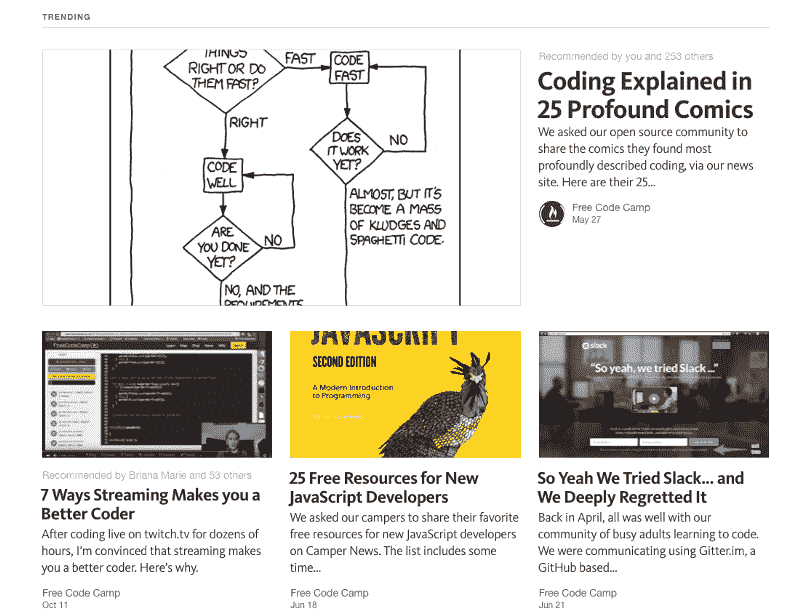 TRENDING
THINGS
RIGHT OR DO
THEM FAST?
FAST
CODE
FAST
RIGHT
DOES
IT WORK
YET?
NO
CODE
WELL
ALMOST, BUT IT'S
BECOME A MASS
OF KLUDGES AND
SPAGHETTI CODE.
ARE
YOU DONE
YET?
NO
NO, AND THE
REQUIREMENTS
Recommended by you and 253 others
Coding Explained in
25 Profound Comics
We asked our open source community to
share the comics they found most
profoundly described coding, via our news
site. Here are their 25...
Free Code Camp
May 27
Recommended by Briana Marie and 53 others
7 Ways Streaming Makes you a
Better Coder
After coding live on twitch.tv for dozens of
hours, I'm convinced that streaming makes
you a better coder. Here's why.
Free Code Camp
Oct 11
JAVASCRIPT
SECOND EDITION
A Modern Introduction
to Programming
25 Free Resources for New
JavaScript Developers
We asked our campers to share their favorite
free resources for new JavaScript developers
on Camper News. The list includes some
time...
Free Code Camp
Jun 18
slack
"So yeah, we tried Slack ..."
So Yeah We Tried Slack... and
We Deeply Regretted It
Back in April, all was well with our
community of busy adults learning to code.
We were communicating using Gitter.im, a
GitHub based...
Free Code Camp
Jun 21